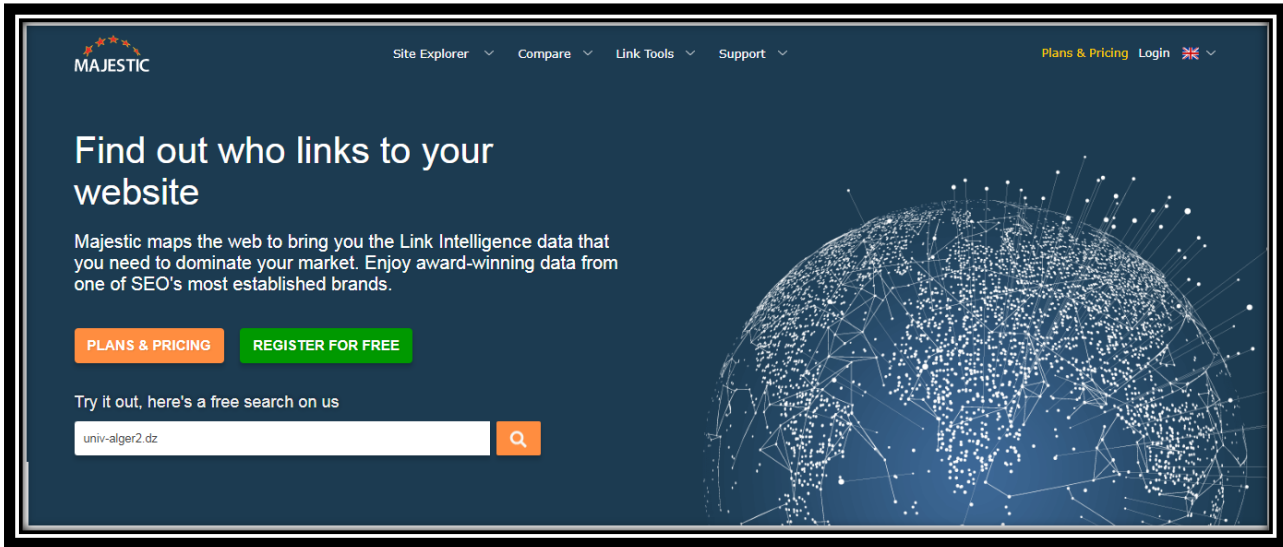 MAJESTIC
Site Explorer Compare Link Tools Support
Plans & Pricing Login
Find out who links to your
website
Majestic maps the web to bring you the Link Intelligence data that
you need to dominate your market. Enjoy award-winning data from
one of SEO's most established brands.
PLANS & PRICING REGISTER FOR FREE
Try it out, here's a free search on us
univ-alger2.dz